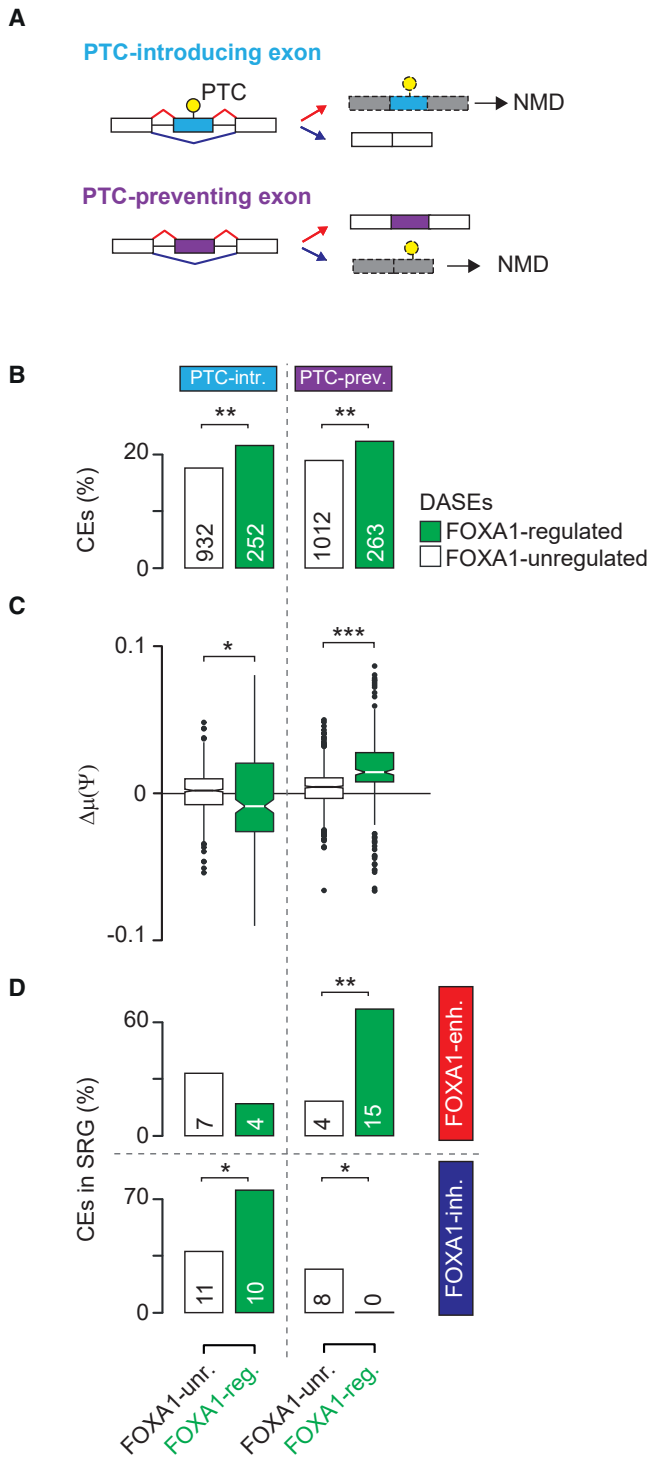 A
PTC-introducing exon
PTC
NMD
PTC-preventing exon
NMD
B
PTC-intr.
PTC-prev.
**
**
20
0
CEs (%)
932
252
1012
263
DASEs
FOXA1-regulated
FOXA1-unregulated
C
0.1
0
-0.1
Δμ(Ψ)
*
***
D
CEs in SRG (%)
60
0
7
4
**
4
15
FOXA1-enh.
70
0
*
11
10
*
8
0
FOXA1-inh.
FOXA1-unr.
FOXA1-reg.
FOXA1-unr.
FOXA1-reg.